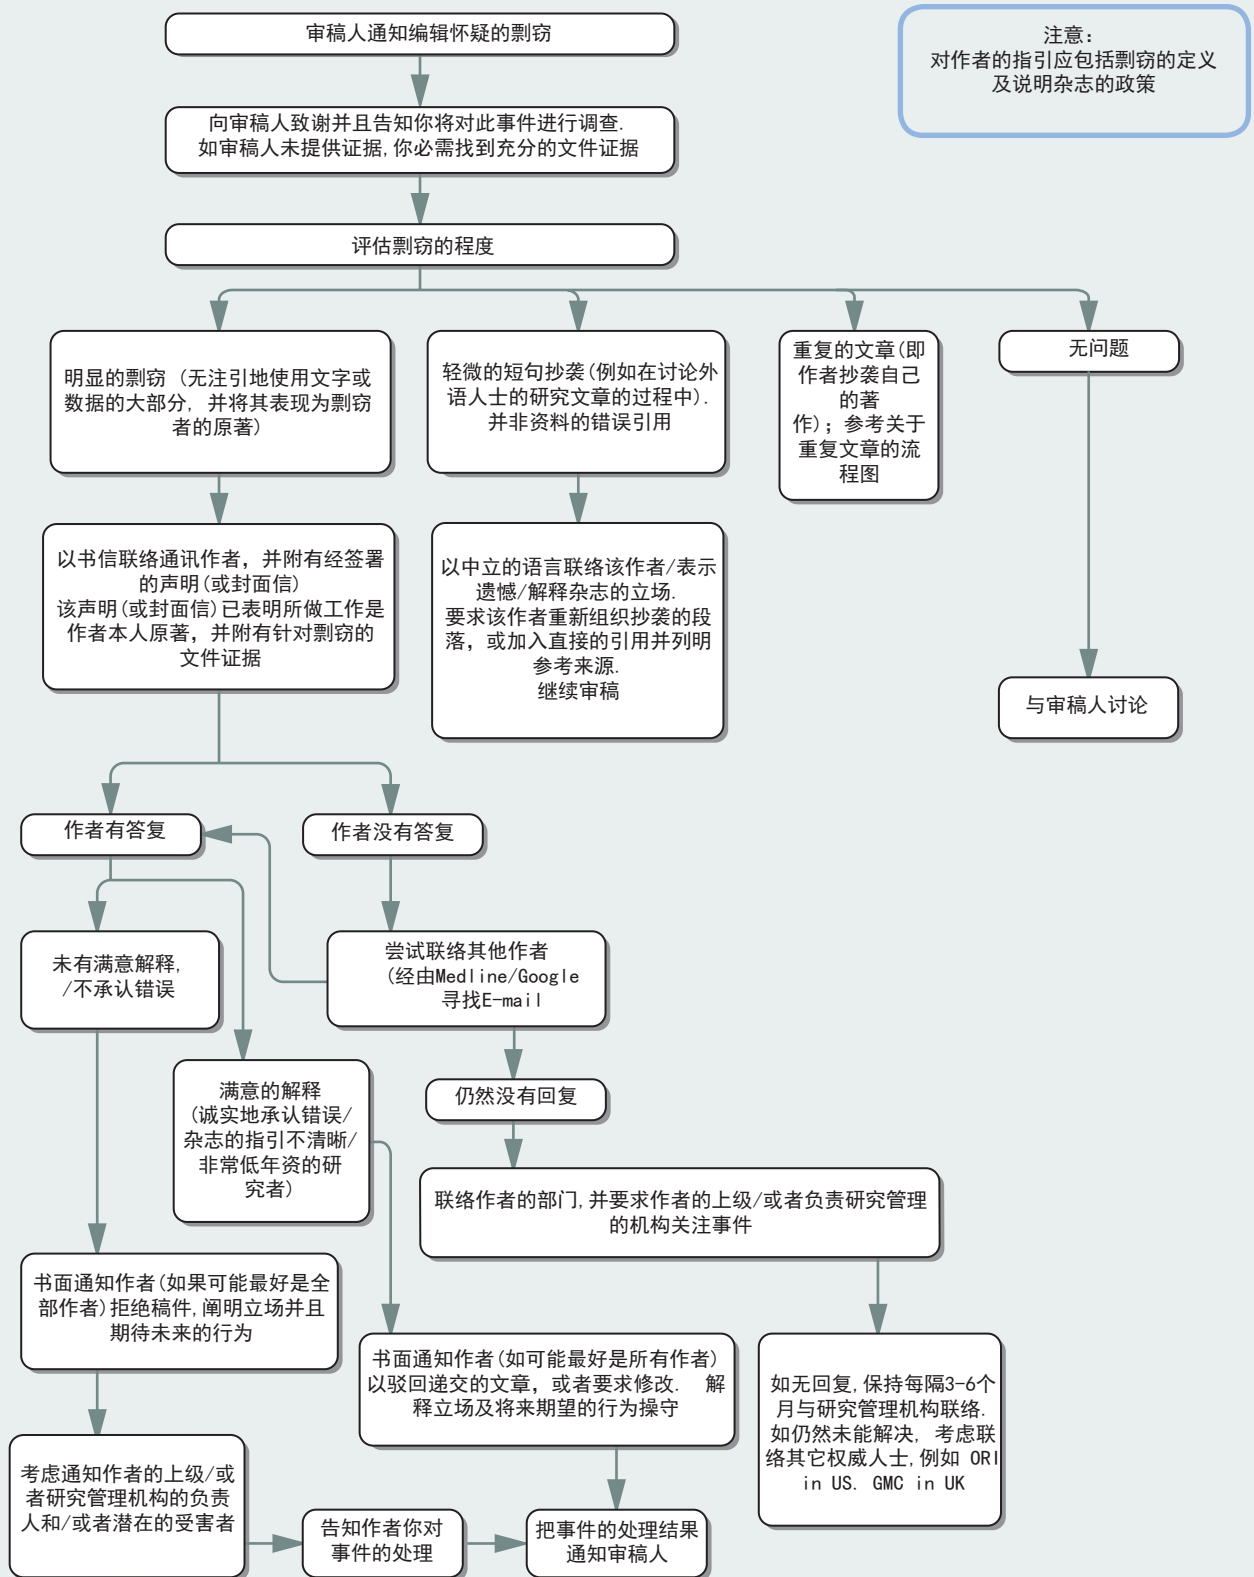 审稿人通知编辑怀疑的剽窃
注意：
对作者的指引应包括剽窃的定义
及说明杂志的政策
向审稿人致谢并且告知你将对此事件进行调查.
如审稿人未提供证据,你必需找到充分的文件证据
评估剽窃的程度
明显的剽窃 (无注引地使用文字或
数据的大部分, 并将其表现为剽窃
者的原著)
轻微的短句抄袭(例如在讨论外
语人士的研究文章的过程中).
并非资料的错误引用
重复的文章(即
作者抄袭自己
的著
作)；参考关于
重复文章的流
程图
无问题
以书信联络通讯作者，并附有经签署
的声明(或封面信)
该声明(或封面信)已表明所做工作是
作者本人原著，并附有针对剽窃的
文件证据
以中立的语言联络该作者/表示
遗憾/解释杂志的立场.
要求该作者重新组织抄袭的段
落，或加入直接的引用并列明
参考来源.
继续审稿
与审稿人讨论
作者有答复
作者没有答复
未有满意解释,
/不承认错误
尝试联络其他作者
(经由Medline/Google
寻找E-mail
满意的解释
(诚实地承认错误/
杂志的指引不清晰/
非常低年资的研
究者)
仍然没有回复
联络作者的部门,并要求作者的上级/或者负责研究管理
的机构关注事件
书面通知作者(如果可能最好是全
部作者)拒绝稿件,阐明立场并且
期待未来的行为
书面通知作者(如可能最好是所有作者)
以驳回递交的文章，或者要求修改. 解
释立场及将来期望的行为操守
如无回复,保持每隔3-6个
月与研究管理机构联络.
如仍然未能解决, 考虑联
络其它权威人士,例如 ORI
in US. GMC in UK
考虑通知作者的上级/或
者研究管理机构的负责
人和/或者潜在的受害者
告知作者你对
事件的处理
把事件的处理结果
通知审稿人